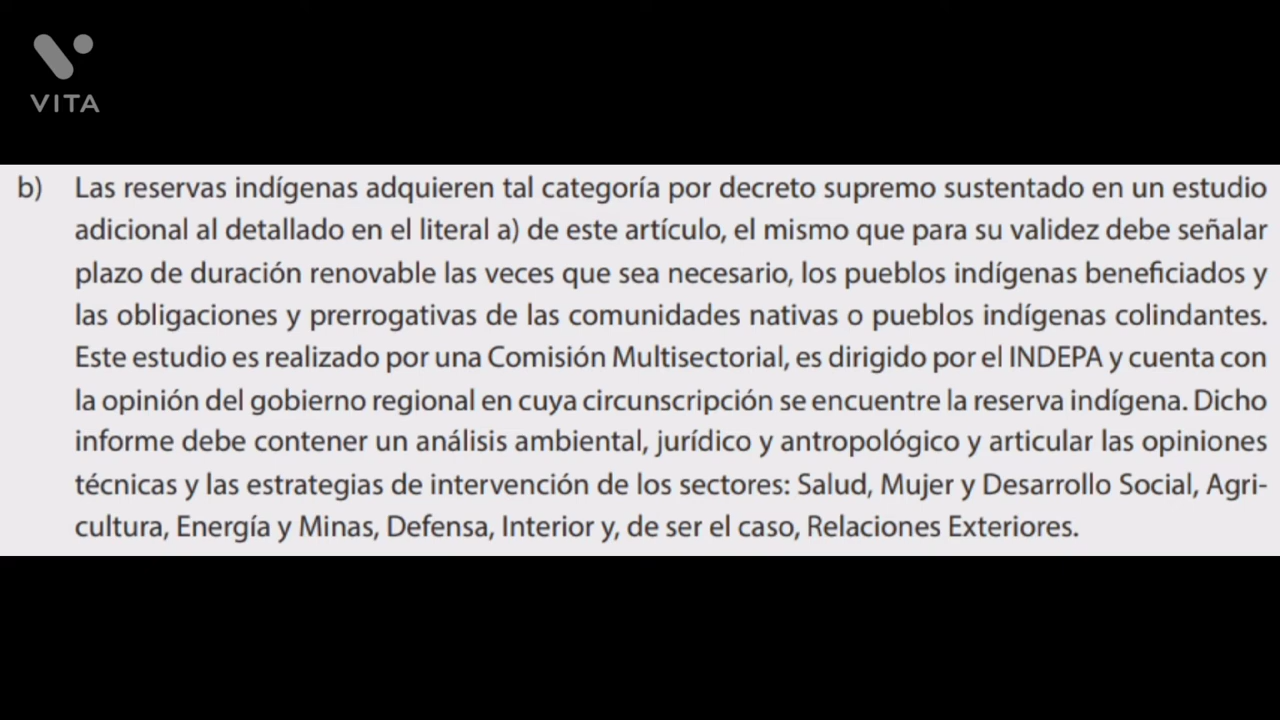 VITA
b) Las reservas indígenas adquieren tal categoría por decreto supremo sustentado en un estudio
adicional al detallado en el literal a) de este artículo, el mismo que para su validez debe señalar
plazo de duración renovable las veces que sea necesario, los pueblos indígenas beneficiados y
las obligaciones y prerrogativas de las comunidades nativas o pueblos indígenas colindantes.
Este estudio es realizado por una Comisión Multisectorial, es dirigido por el INDEPA y cuenta con
la opinión del gobierno regional en cuya circunscripción se encuentre la reserva indígena. Dicho
informe debe contener un análisis ambiental, jurídico y antropológico y articular las opiniones
técnicas y las estrategias de intervención de los sectores: Salud, Mujer y Desarrollo Social, Agri-
cultura, Energía y Minas, Defensa, Interior y, de ser el caso, Relaciones Exteriores.